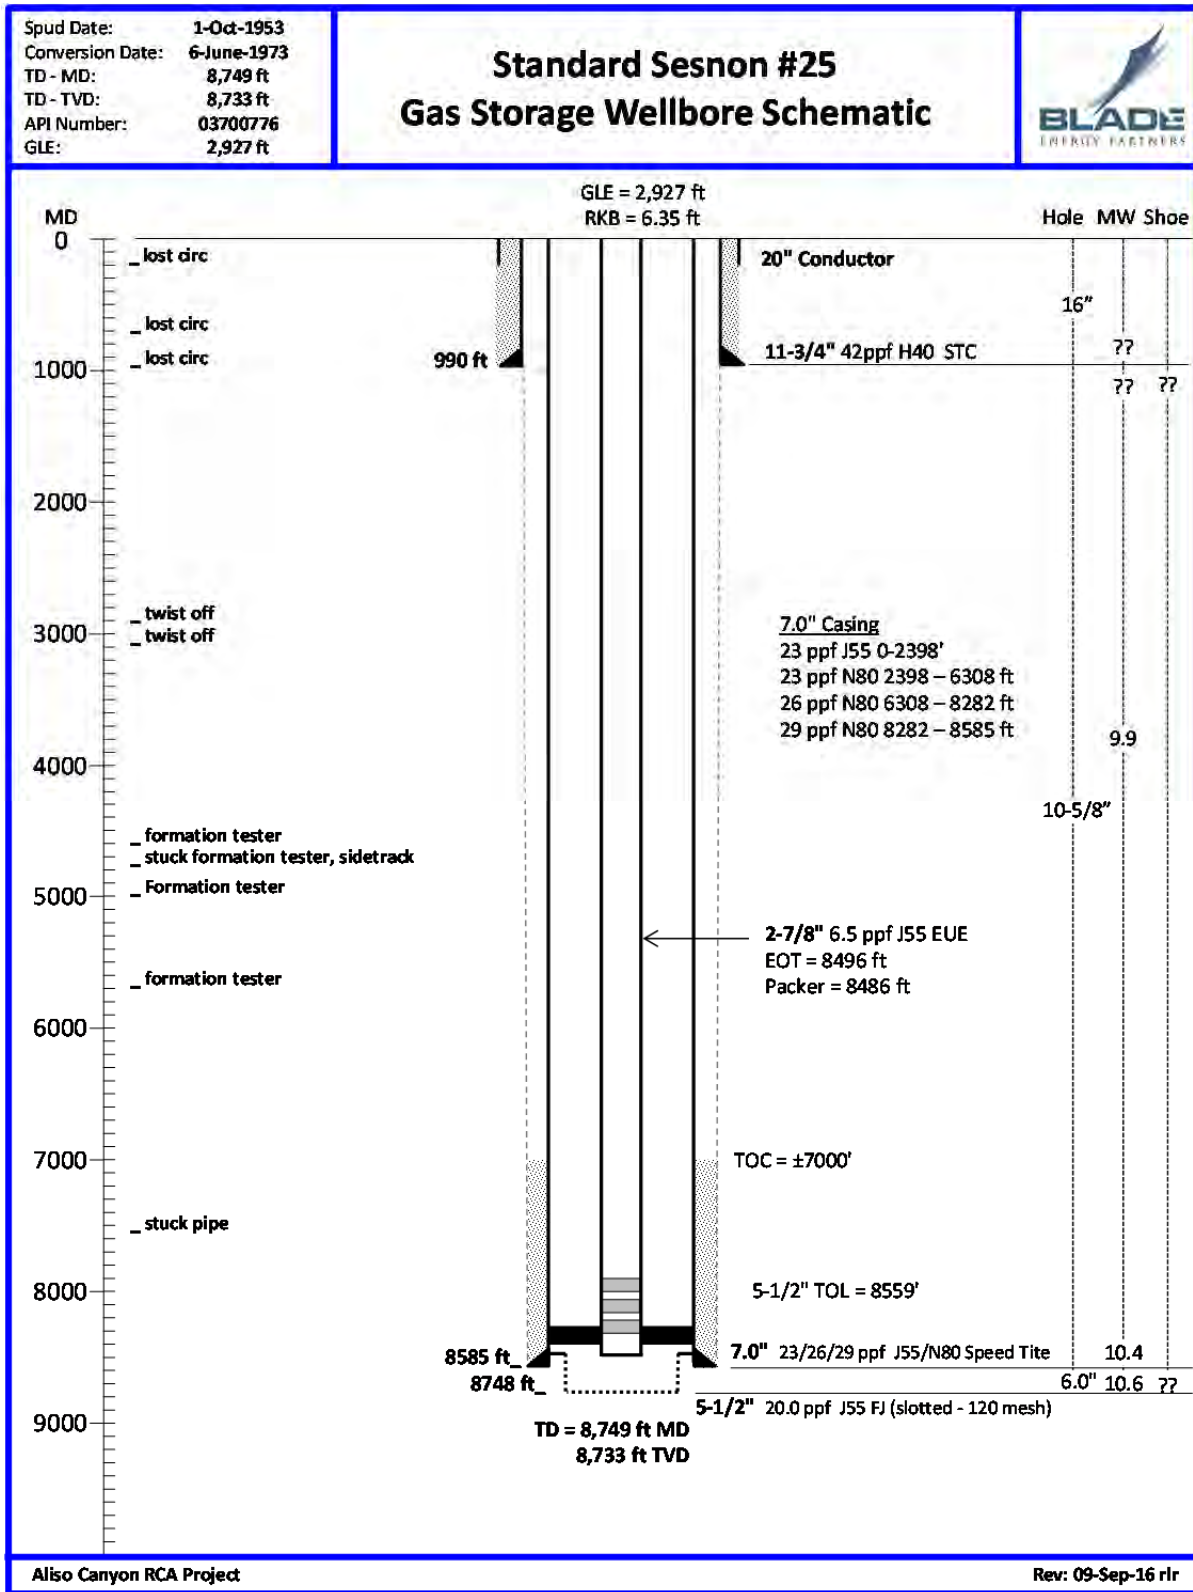 Spud Date: 1-Oct-1953
Conversion Date: 6-June-1973
TD - MD: 8,749 ft
TD - TVD: 8,733 ft
API Number: 03700776
GLE: 2,927 ft
Standard Sesnon #25
Gas Storage Wellbore Schematic
BLADE
ENERGY PARTNERS
GLE = 2,927 ft
RKB = 6.35 ft
MD
Hole MW Shoe
0
lost circ
20" Conductor
16"
lost circ
lost circ
990 ft
11-3/4" 42ppf H40 STC
??
1000
?? ??
2000
twist off
3000
twist off
7.0" Casing
23 ppf J55 0-2398'
23 ppf N80 2398 – 6308 ft
26 ppf N80 6308 – 8282 ft
29 ppf N80 8282 – 8585 ft
9.9
4000
10-5/8"
formation tester
stuck formation tester, sidetrack
Formation tester
5000
2-7/8" 6.5 ppf J55 EUE
EOT = 8496 ft
Packer = 8486 ft
formation tester
6000
7000
TOC = ±7000'
stuck pipe
8000
5-1/2" TOL = 8559'
8585 ft
7.0" 23/26/29 ppf J55/N80 Speed Tite 10.4
8748 ft
6.0" 10.6 ??
5-1/2" 20.0 ppf J55 FJ (slotted - 120 mesh)
9000
TD = 8,749 ft MD
8,733 ft TVD
Aliso Canyon RCA Project
Rev: 09-Sep-16 rlr